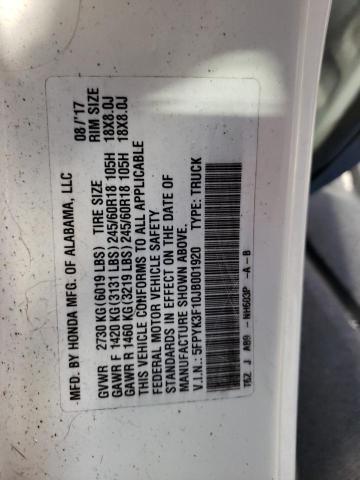 MFD. BY HONDA MFG. OF ALABAMA, LLC 08/'17
GVWR 2730 KG(6019 LBS) TIRE SIZE RIM SIZE
GAWR F 1420 KG(3131 LBS) 245/60R18 105H 18X8.0J
GAWR R 1460 KG(3219 LBS) 245/60R18 105H 18X8.0J
THIS VEHICLE CONFORMS TO ALL APPLICABLE
FEDERAL MOTOR VEHICLE SAFETY
STANDARDS IN EFFECT ON THE DATE OF
MANUFACTURE SHOWN ABOVE.
V.I.N.: 5FPYK3F10JB001920 TYPE: TRUCK
T6Z J AB9 -NH603P -A -B